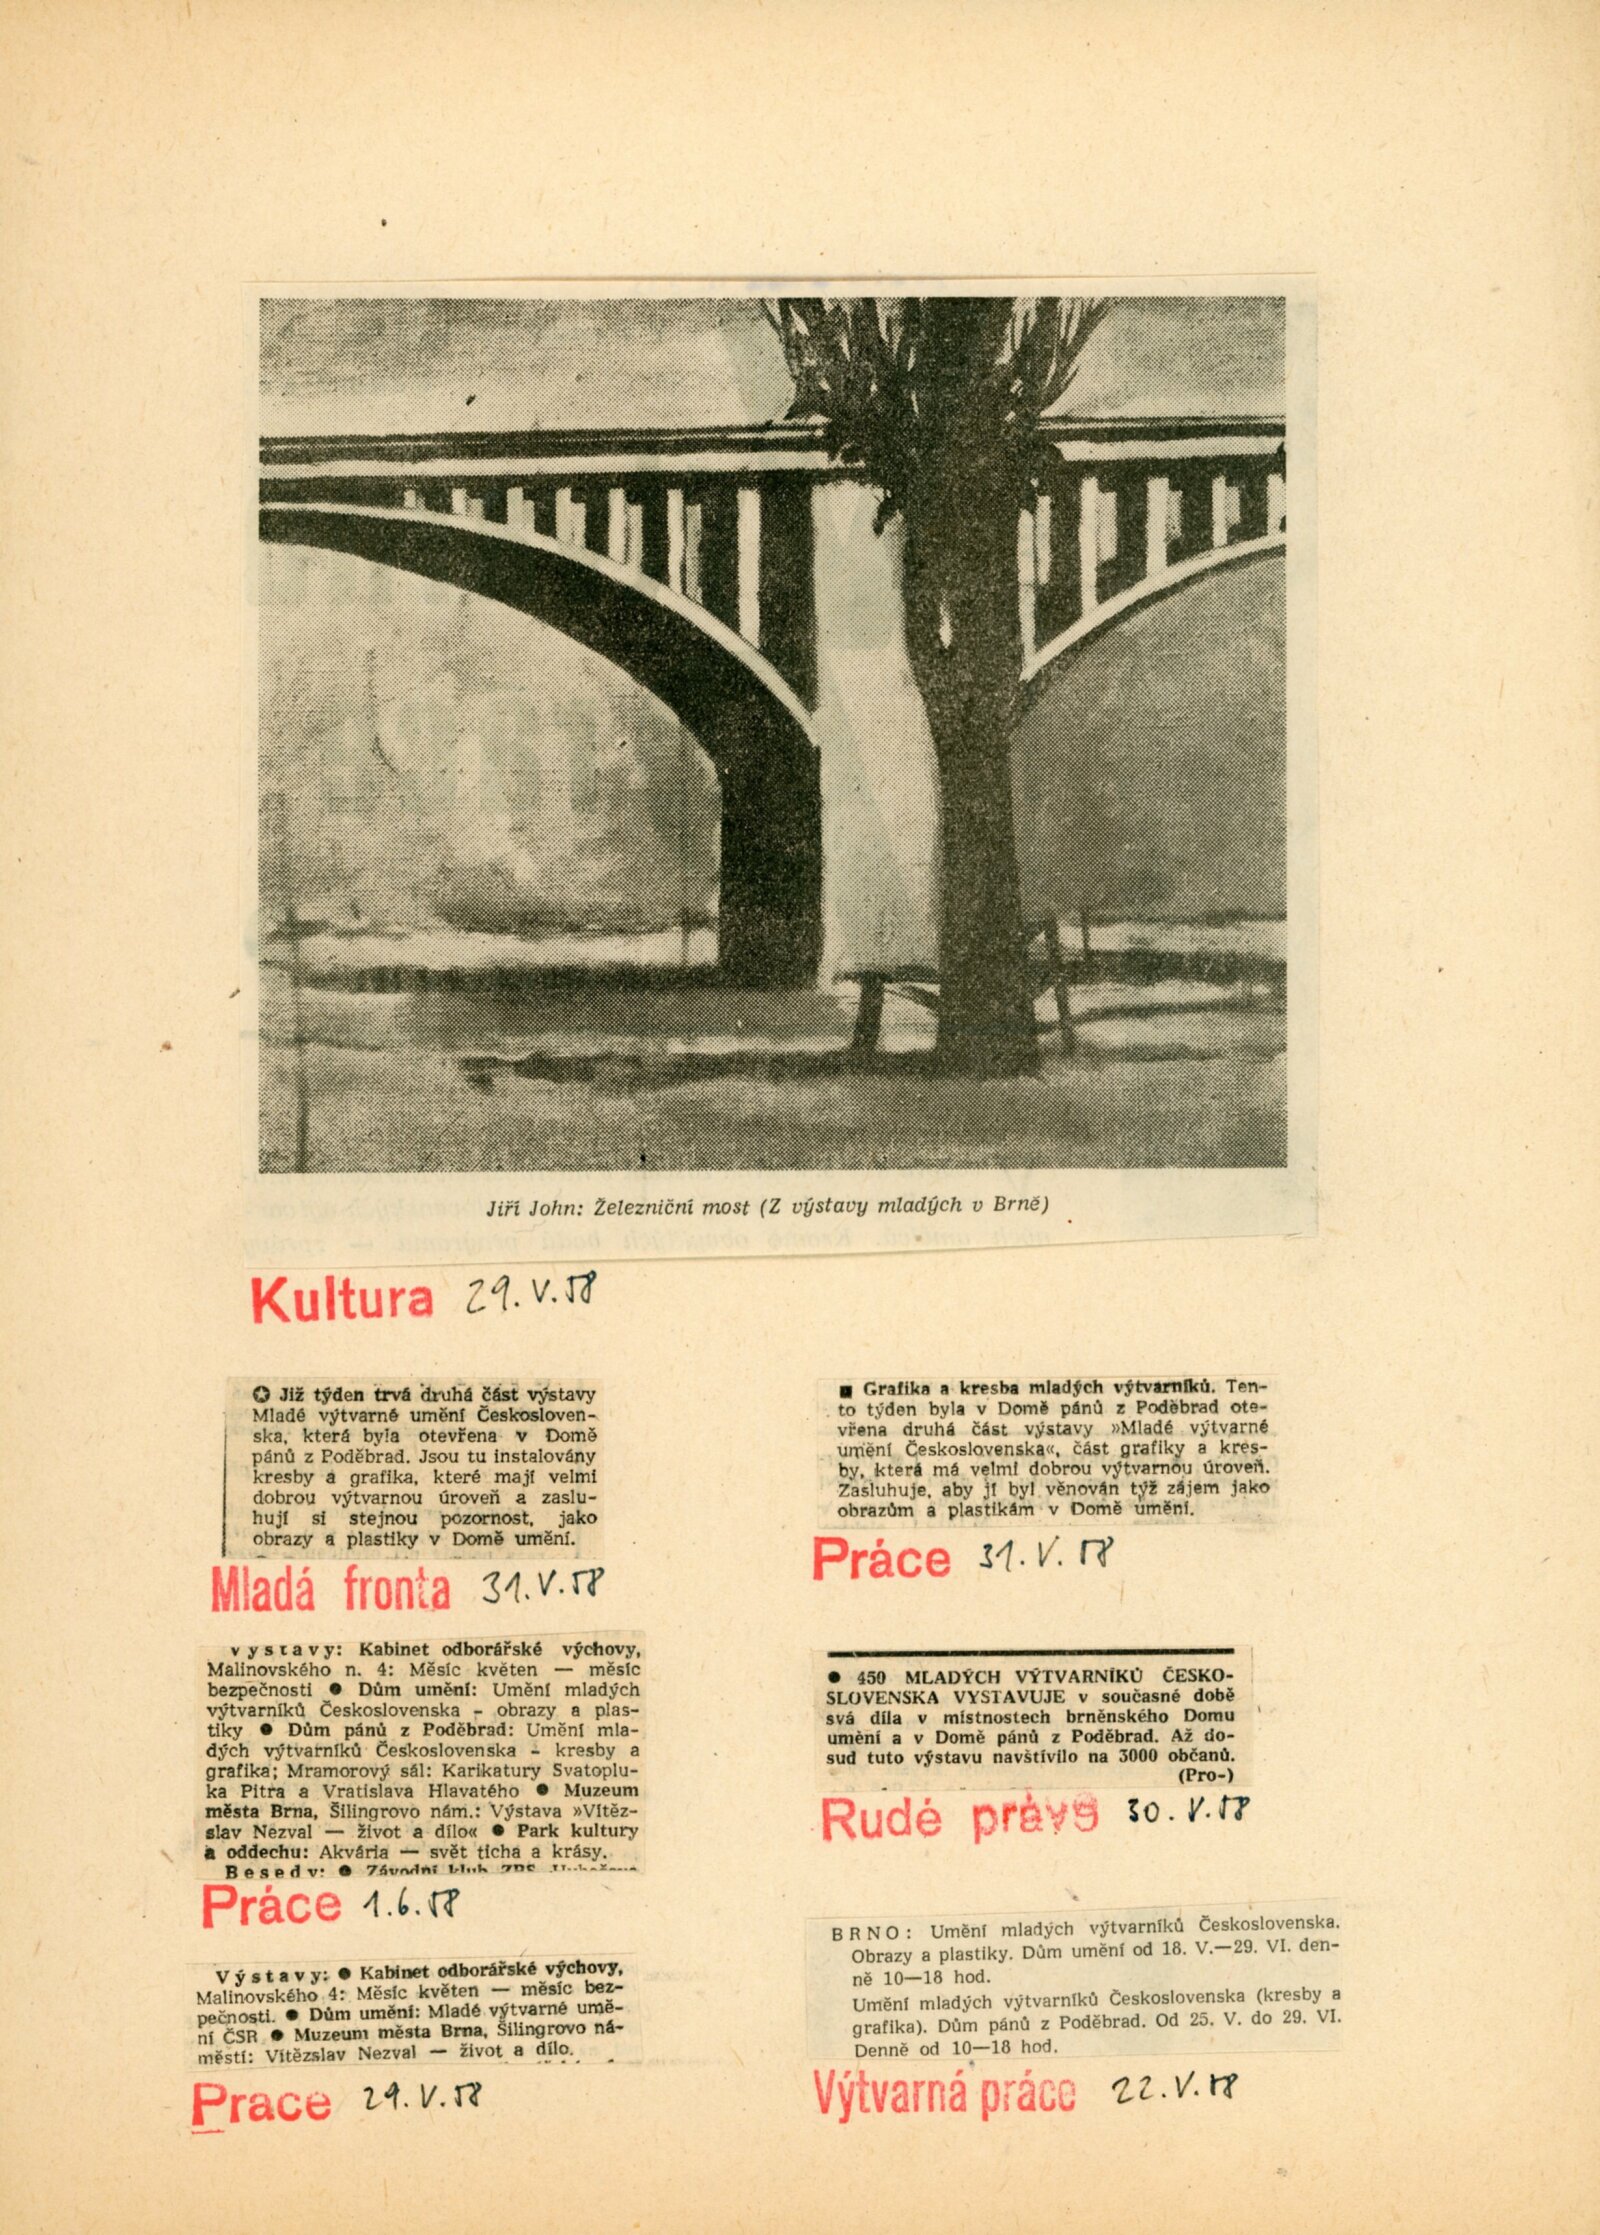 Jiří John: Železniční most (Z výstavy mladých v Brně)
Kultura 29. V. 58
✪ Již týden trvá druhá část výstavy
Mladé výtvarné umění Českosloven-
ska, která byla otevřena v Domě
pánů z Poděbrad. Jsou tu instalovány
kresby a grafika, které mají velmi
dobrou výtvarnou úroveň a zaslu-
hují si stejnou pozornost, jako
obrazy a plastiky v Domě umění.
Mladá fronta 31. V. 58
výstavy: Kabinet odborářské výchovy,
Malinovského n. 4: Měsíc květen — měsíc
bezpečnosti ● Dům umění: Umění mladých
výtvarníků Československa - obrazy a plas-
tiky ● Dům pánů z Poděbrad: Umění mla-
dých výtvarníků Československa - kresby a
grafika; Mramorový sál: Karikatury Svatoplu-
ka Pitra a Vratislava Hlavatého ● Muzeum
města Brna, Šilingrovo nám.: Výstava »Vítěz-
slav Nezval — život a dílo« ● Park kultury
a oddechu: Akvária — svět ticha a krásy.
Besedy: ● Závodní klub
Práce 1. 6. 58
Výstavy: ● Kabinet odborářské výchovy,
Malinovského 4: Měsíc květen — měsíc bez-
pečnosti. ● Dům umění: Mladé výtvarné umě-
ní ČSR ● Muzeum města Brna, Šilingrovo ná-
městí: Vítězslav Nezval — život a dílo.
Prace 29. V. 58
■ Grafika a kresba mladých výtvarníků. Ten-
to týden byla v Domě pánů z Poděbrad ote-
vřena druhá část výstavy »Mladé výtvarné
umění Československa«, část grafiky a kres-
by, která má velmi dobrou výtvarnou úroveň.
Zasluhuje, aby jí byl věnován týž zájem jako
obrazům a plastikám v Domě umění.
Práce 31. V. 58
● 450 MLADÝCH VÝTVARNÍKŮ ČESKO-
SLOVENSKA VYSTAVUJE v současné době
svá díla v místnostech brněnského Domu
umění a v Domě pánů z Poděbrad. Až do-
sud tuto výstavu navštívilo na 3000 občanů.
(Pro-)
Rudé právo 30. V. 58
BRNO: Umění mladých výtvarníků Československa.
Obrazy a plastiky. Dům umění od 18. V.—29. VI. den-
ně 10—18 hod.
Umění mladých výtvarníků Československa (kresby a
grafika). Dům pánů z Poděbrad. Od 25. V. do 29. VI.
Denně od 10—18 hod.
Výtvarná práce 22. V. 58